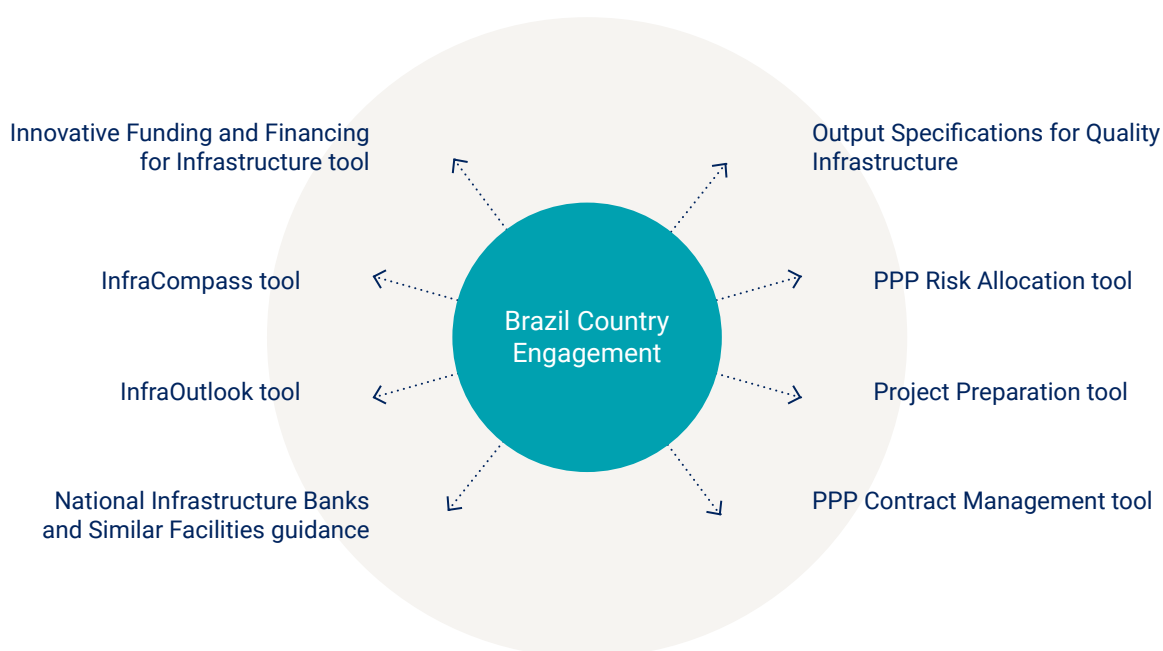 Innovative Funding and Financing
for Infrastructure tool
InfraCompass tool
InfraOutlook tool
National Infrastructure Banks
and Similar Facilities guidance
Brazil Country
Engagement
Output Specifications for Quality
Infrastructure
PPP Risk Allocation tool
Project Preparation tool
PPP Contract Management tool